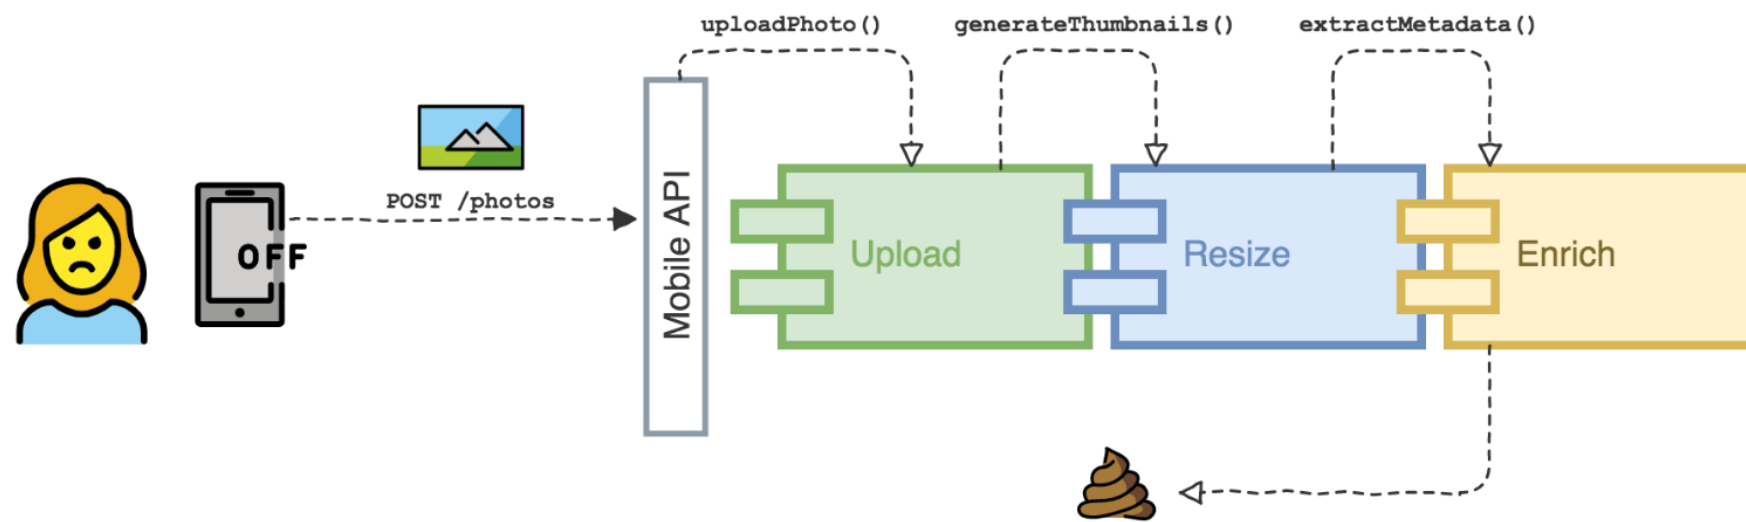 uploadPhoto()
generateThumbnails()
extractMetadata()
POST /photos
OFF
Mobile API
Upload
Resize
Enrich